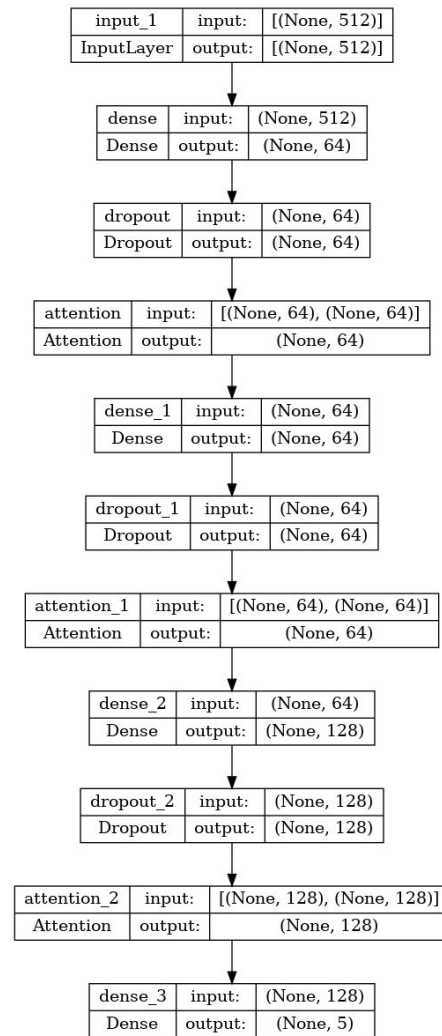 input_1 input: [(None, 512)]
InputLayer output: [(None, 512)]
dense input: (None, 512)
Dense output: (None, 64)
dropout input: (None, 64)
Dropout output: (None, 64)
attention input: [(None, 64), (None, 64)]
Attention output: (None, 64)
dense_1 input: (None, 64)
Dense output: (None, 64)
dropout_1 input: (None, 64)
Dropout output: (None, 64)
attention_1 input: [(None, 64), (None, 64)]
Attention output: (None, 64)
dense_2 input: (None, 64)
Dense output: (None, 128)
dropout_2 input: (None, 128)
Dropout output: (None, 128)
attention_2 input: [(None, 128), (None, 128)]
Attention output: (None, 128)
dense_3 input: (None, 128)
Dense output: (None, 5)